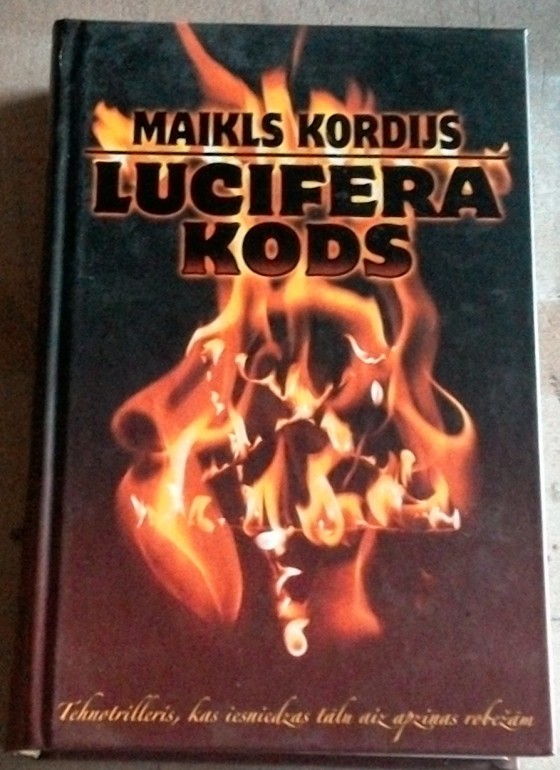 MAIKLS KORDIJS
LUCIFERA
KODS
Tehnotrilleris, kas iesniedzas tālu aiz apziņas robežām